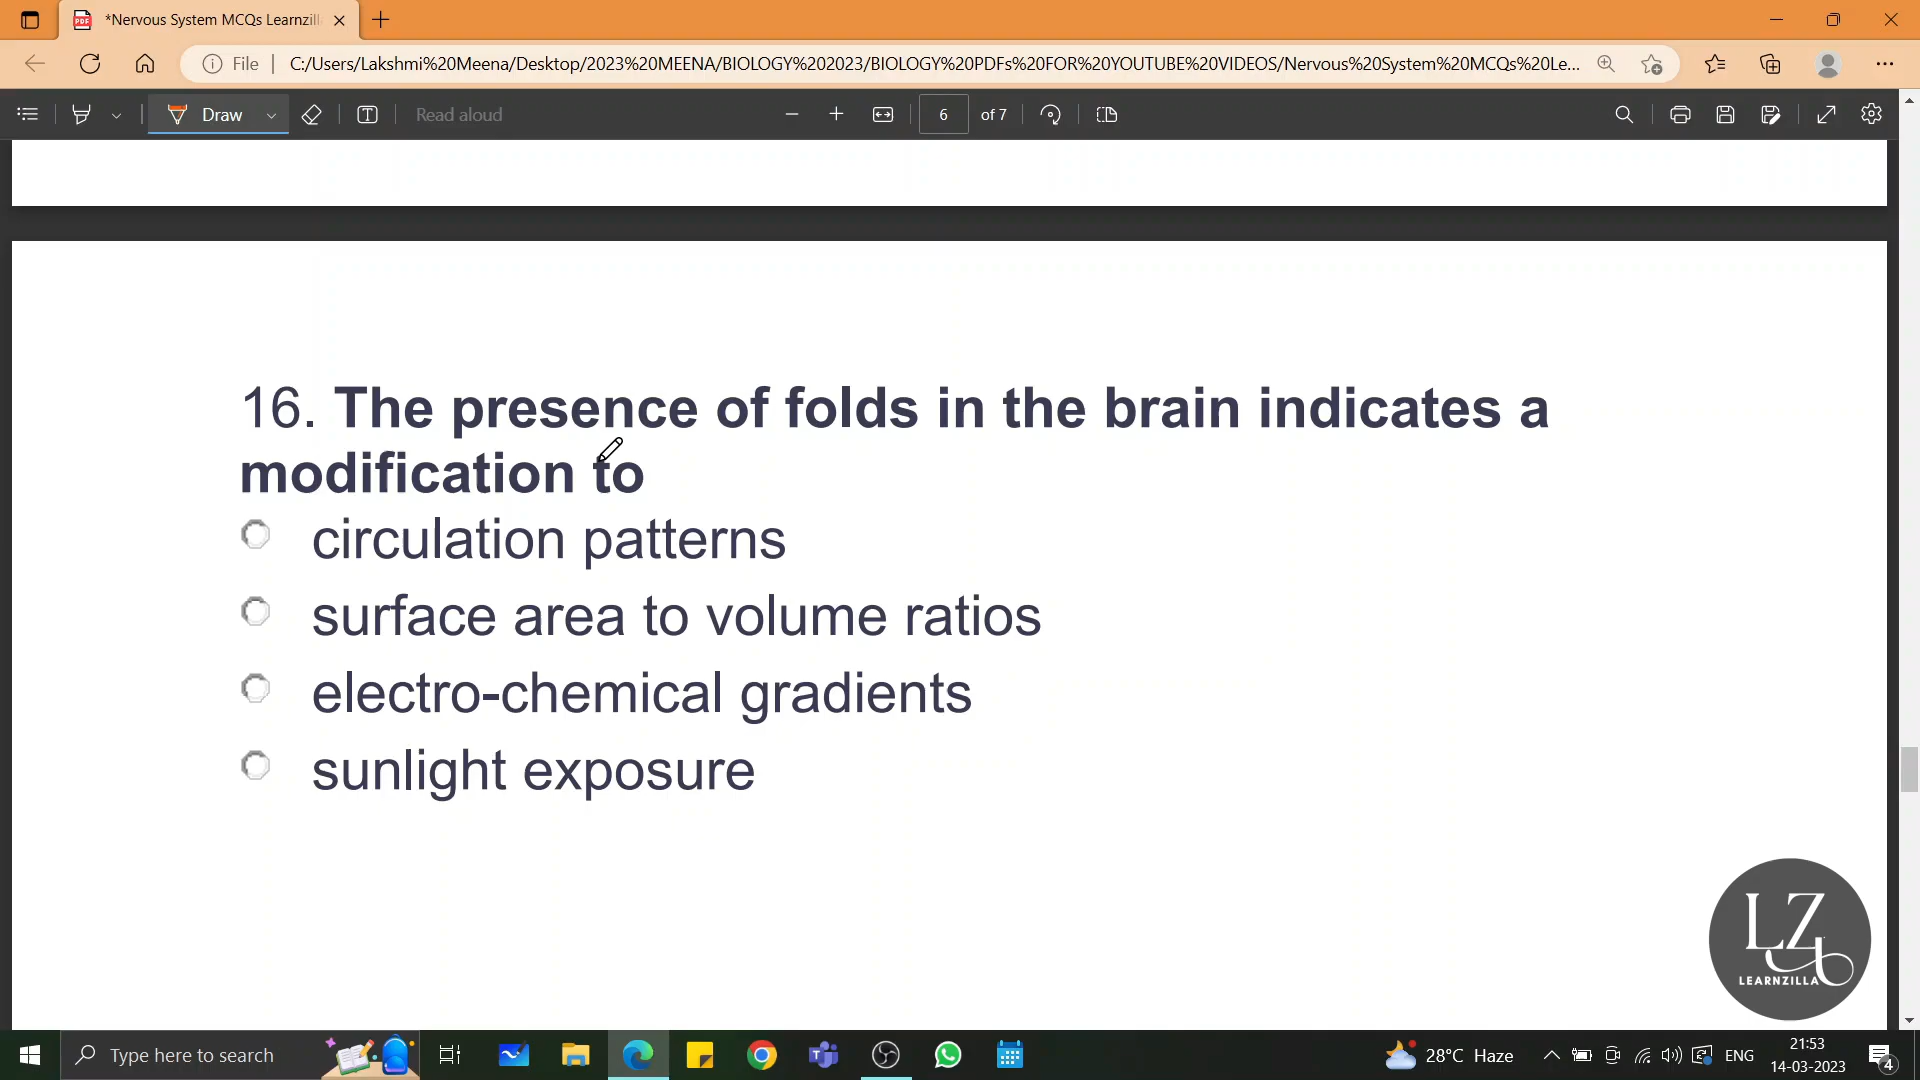 *Nervous System MCQs Learnzill
File
C:/Users/Lakshmi%20Meena/Desktop/2023%20MEENA/BIOLOGY%202023/BIOLOGY%20PDFs%20FOR%20YOUTUBE%20VIDEOS/Nervous%20System%20MCQs%20Le...
Draw
Read aloud
6 of 7
16. The presence of folds in the brain indicates a
modification to
circulation patterns
surface area to volume ratios
electro-chemical gradients
sunlight exposure
LZ
LEARNZILLA
Type here to search
28°C Haze
ENG
21:53
14-03-2023
4